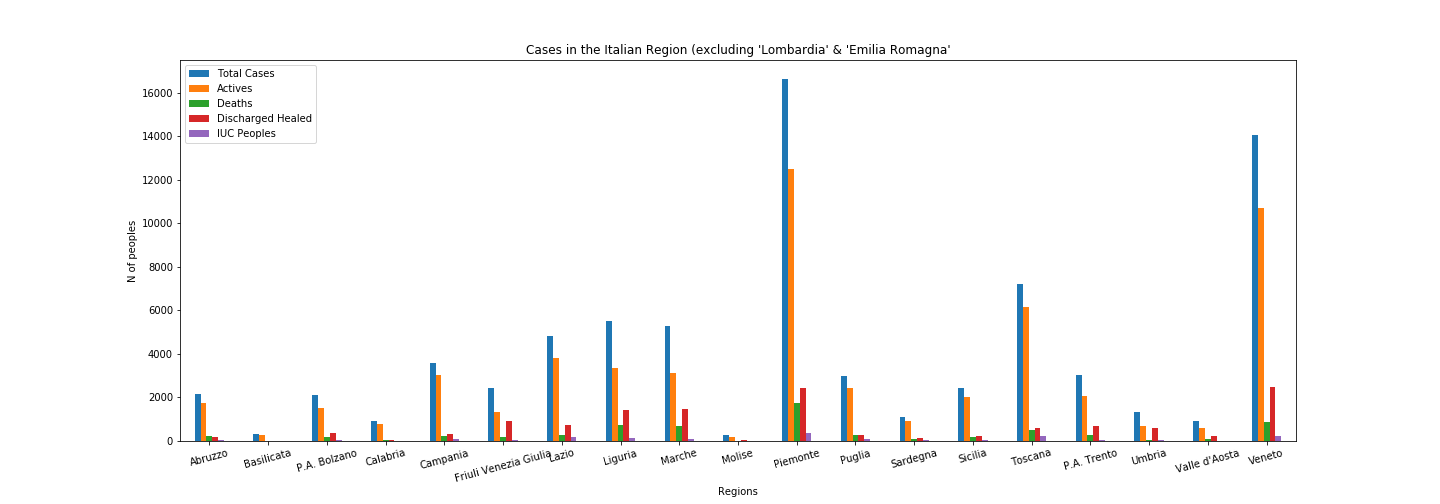 Cases in the Italian Region (excluding 'Lombardia' & 'Emilia Romagna'
Total Cases
Actives
Deaths
Discharged Healed
IUC Peoples
16000
14000
12000
10000
8000
6000
4000
2000
0
N of peoples
Abruzzo
Basilicata
P.A. Bolzano
Calabria
Campania
Friuli Venezia Giulia
Lazio
Liguria
Marche
Molise
Piemonte
Puglia
Sardegna
Sicilia
Toscana
P.A. Trento
Umbria
Valle d'Aosta
Veneto
Regions